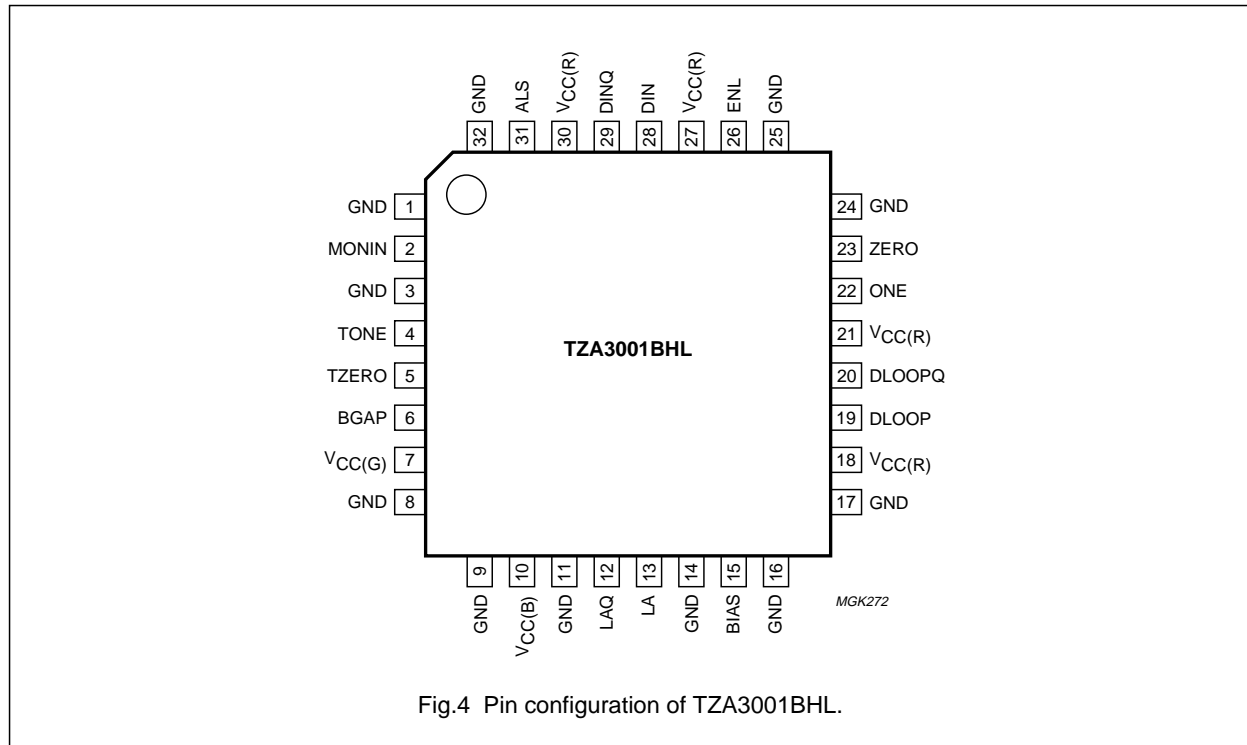 GND
ALS
VCC(R)
DINQ
DIN
VCC(R)
ENL
GND
32
31
30
29
28
27
26
25
GND 1
MONIN 2
GND 3
TONE 4
TZERO 5
BGAP 6
VCC(G) 7
GND 8
TZA3001BHL
24 GND
23 ZERO
22 ONE
21 VCC(R)
20 DLOOPQ
19 DLOOP
18 VCC(R)
17 GND
9
10
11
12
13
14
15
16
GND
VCC(B)
GND
LAQ
LA
GND
BIAS
GND
MGK272
Fig.4 Pin configuration of TZA3001BHL.